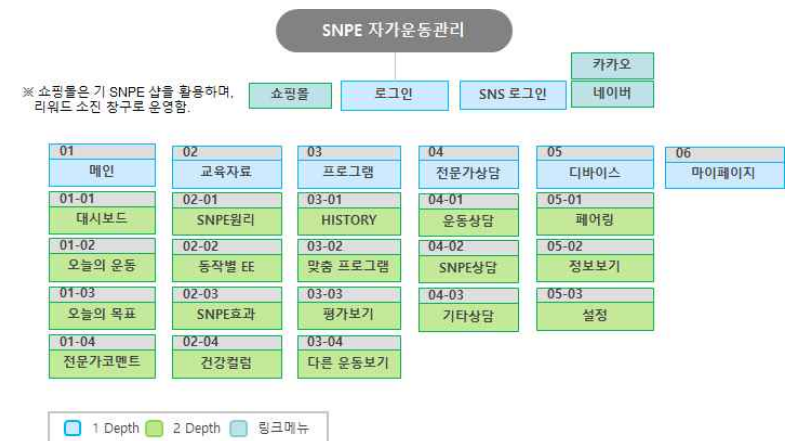 SNPE 자가운동관리
카카오
※ 쇼핑몰은 기 SNPE 샵을 활용하며,
리워드 소진 창구로 운영함.
쇼핑몰
로그인
SNS 로그인
네이버
01
02
03
04
05
06
메인
교육자료
프로그램
전문가상담
디바이스
마이페이지
01-01
02-01
03-01
04-01
05-01
대시보드
SNPE원리
HISTORY
운동상담
페어링
01-02
02-02
03-02
04-02
05-02
오늘의 운동
동작별 EE
맞춤 프로그램
SNPE상담
정보보기
01-03
02-03
03-03
04-03
05-03
오늘의 목표
SNPE효과
평가보기
기타상담
설정
01-04
02-04
03-04
전문가코멘트
건강컬럼
다른 운동보기
1 Depth
2 Depth
링크메뉴